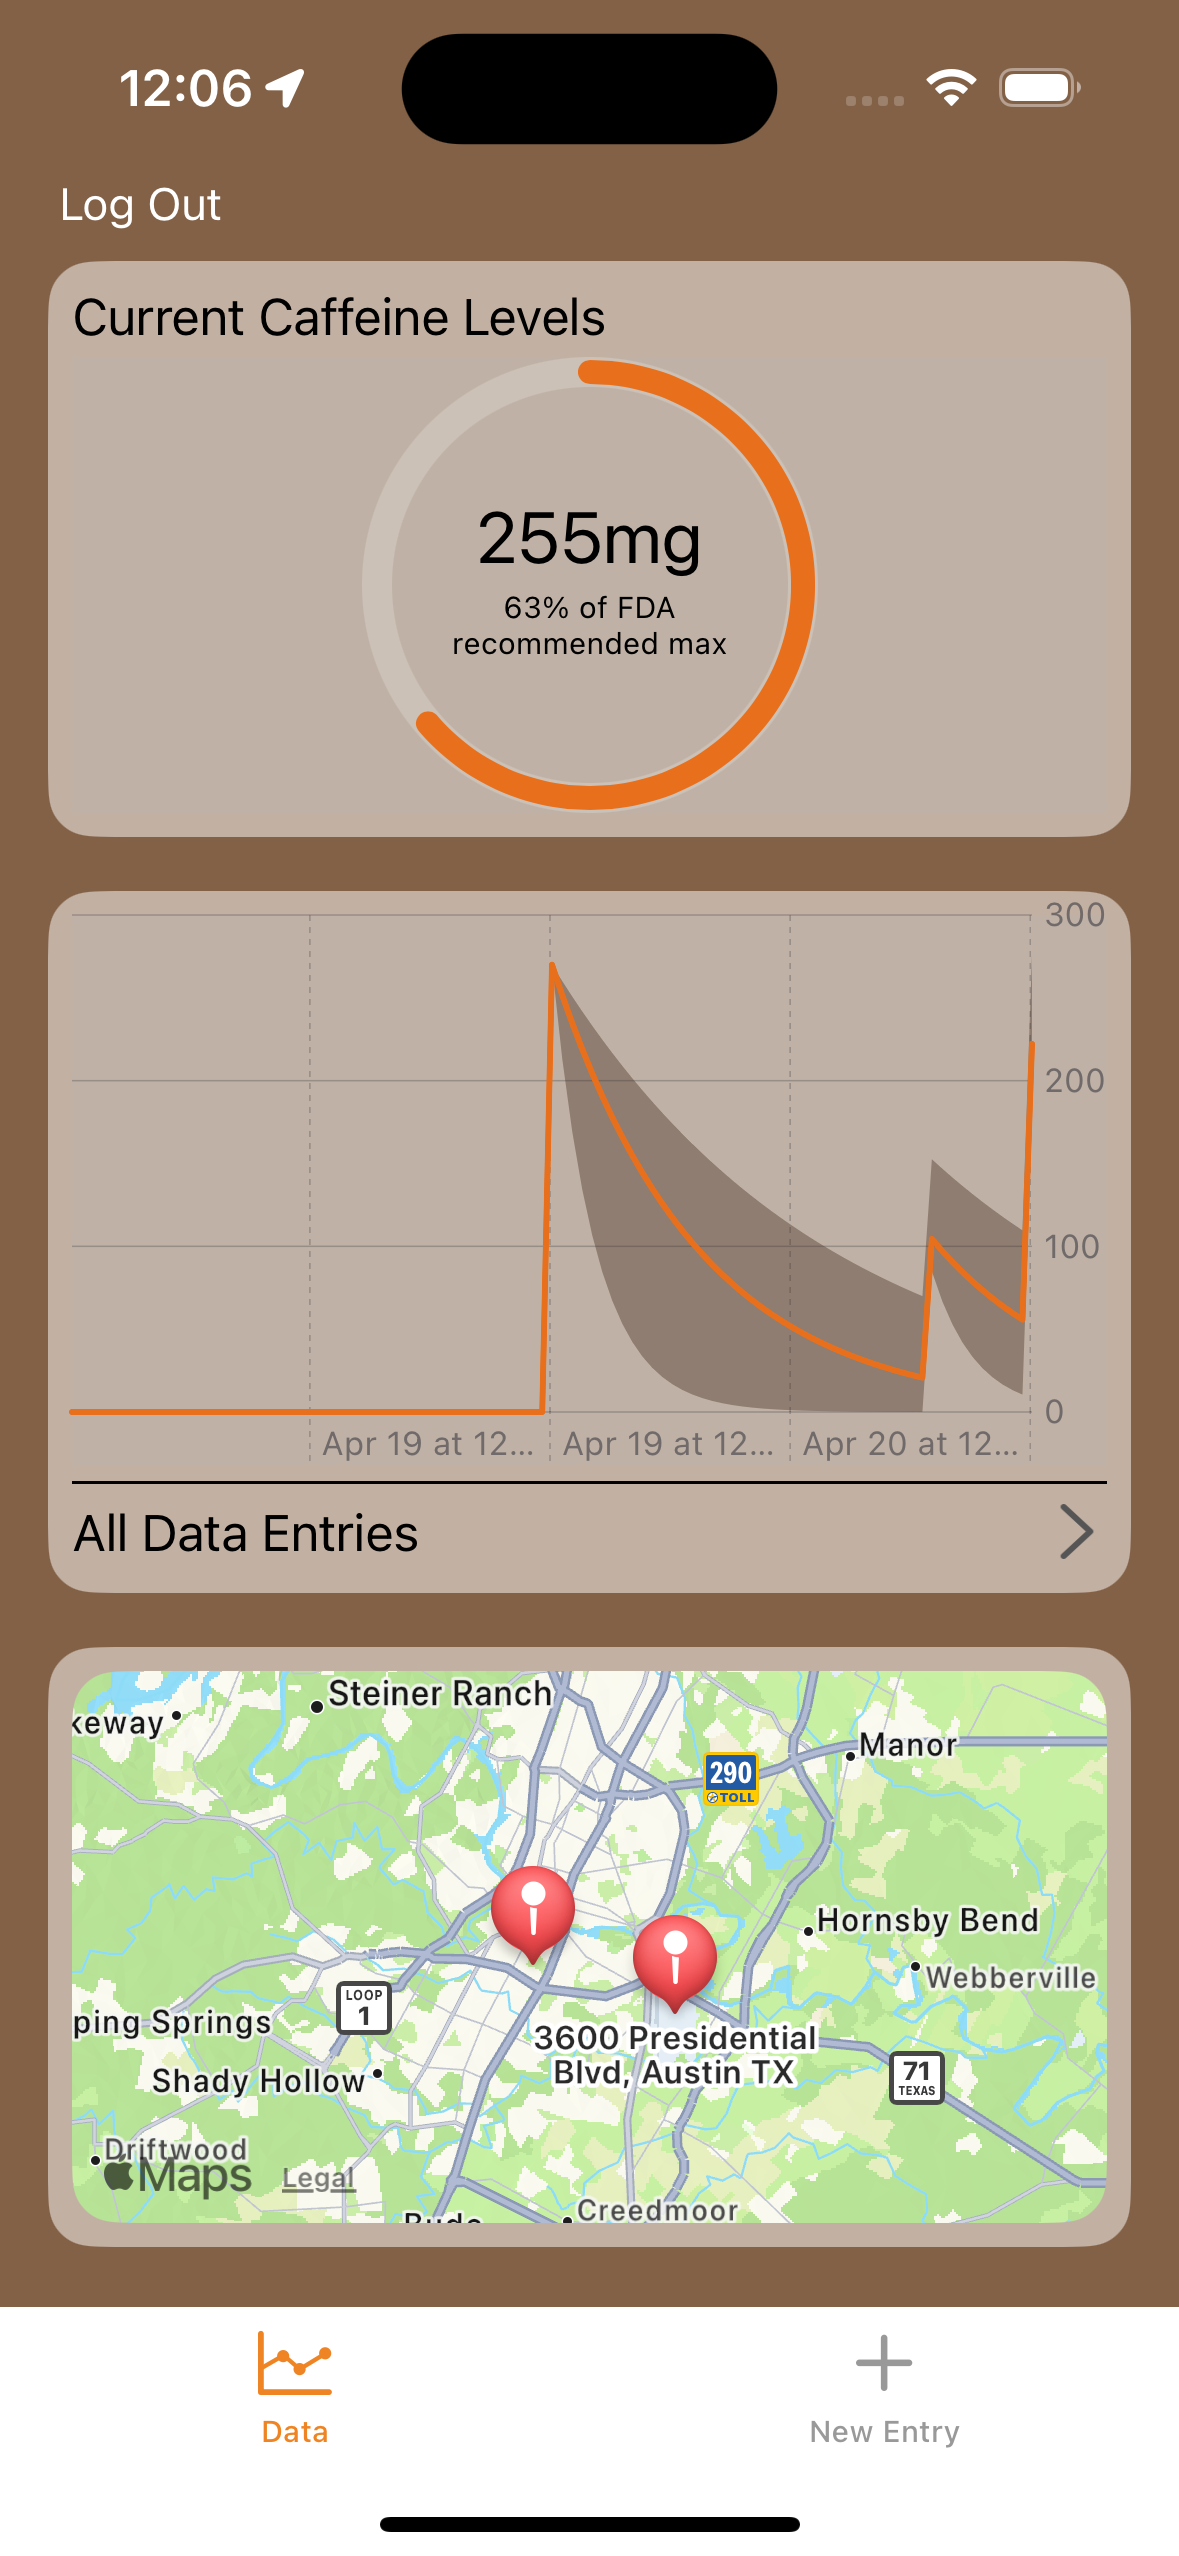 12:06
Log Out
Current Caffeine Levels
255mg
63% of FDA
recommended max
300
200
100
0
Apr 19 at 12... Apr 19 at 12... Apr 20 at 12...
All Data Entries
Steiner Ranch
keway
Manor
290
TOLL
Hornsby Bend
Webberville
LOOP
1
ping Springs
3600 Presidential
Blvd, Austin TX
Shady Hollow
71
TEXAS
Driftwood
Maps Legal
Creedmoor
Data
New Entry